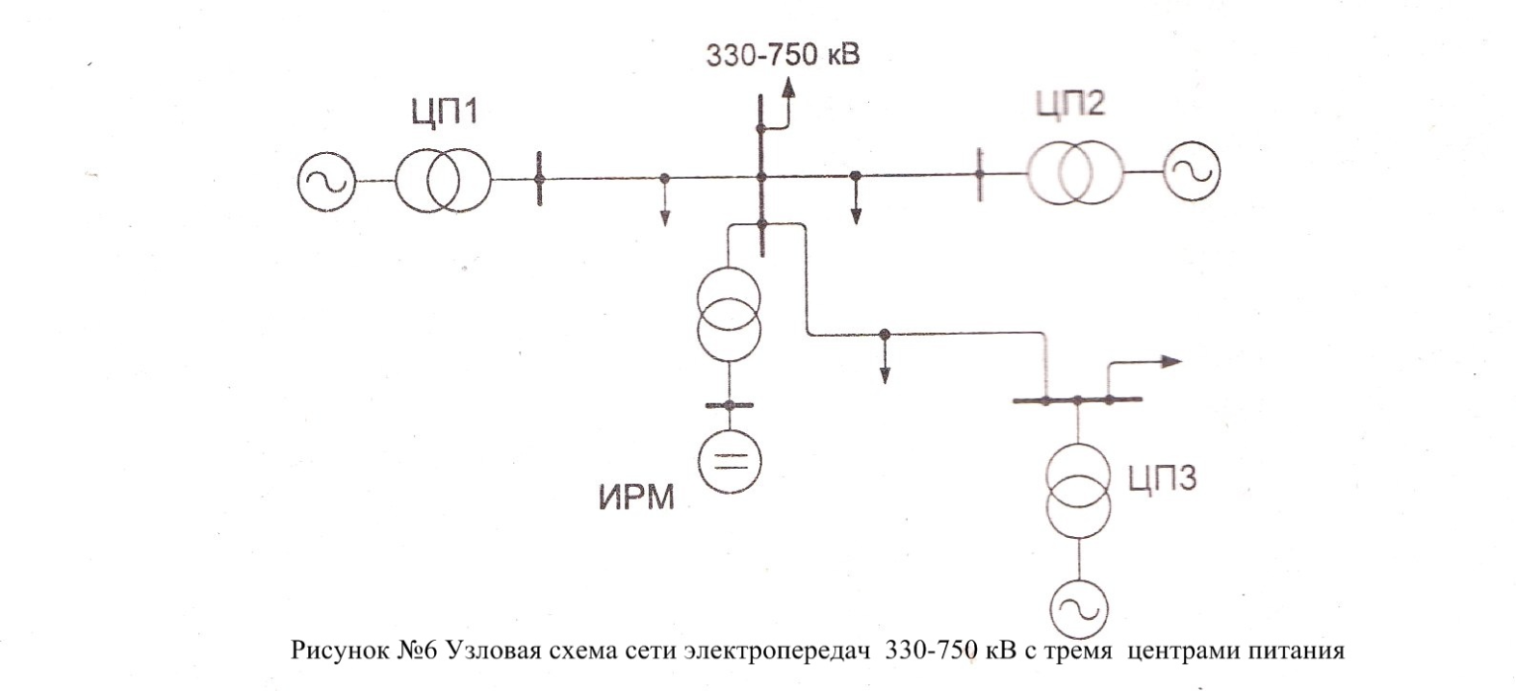 330-750 кВ
ЦП1
ЦП2
ЦП3
ИРМ
Рисунок №6 Узловая схема сети электропередач 330-750 кВ с тремя центрами питания